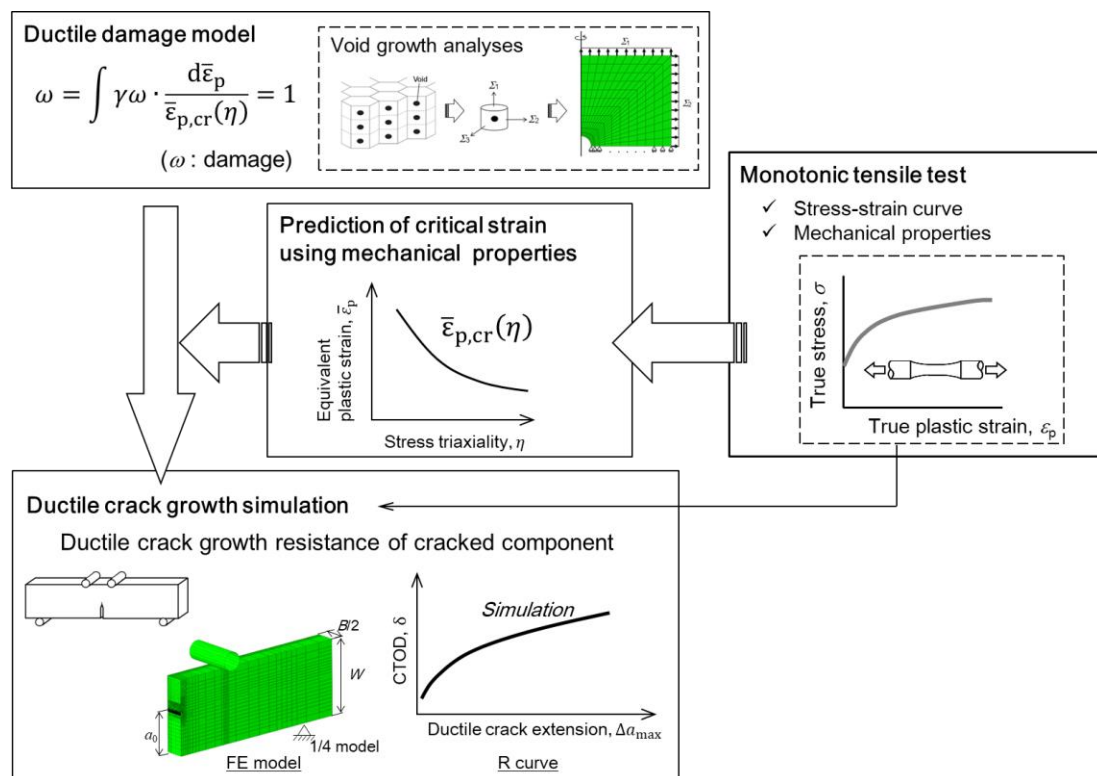 Ductile damage model
ω = ∫ γω · dε̅p / ε̅p,cr(η) = 1
(ω : damage)
Void growth analyses
Void
Σ1
Σ2
Σ3
Σ1
Σ2
Prediction of critical strain
using mechanical properties
Equivalent
plastic strain, ε̅p
ε̅p,cr(η)
Stress triaxiality, η
Monotonic tensile test
✓ Stress-strain curve
✓ Mechanical properties
True stress, σ
True plastic strain, εp
Ductile crack growth simulation
Ductile crack growth resistance of cracked component
B/2
W
a0
1/4 model
FE model
CTOD, δ
Simulation
Ductile crack extension, Δamax
R curve